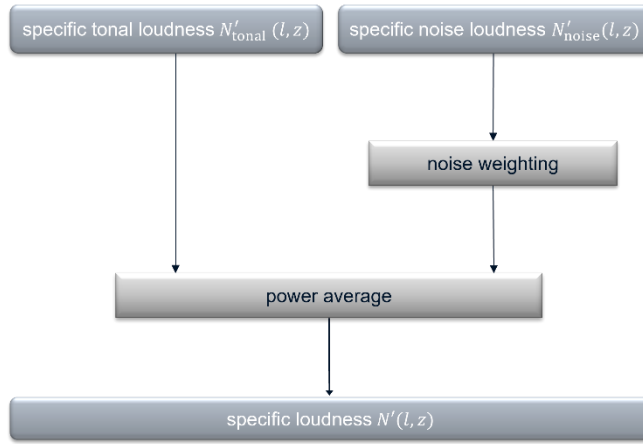 specific tonal loudness N′tonal (l, z)
specific noise loudness N′noise(l, z)
noise weighting
power average
specific loudness N′(l, z)